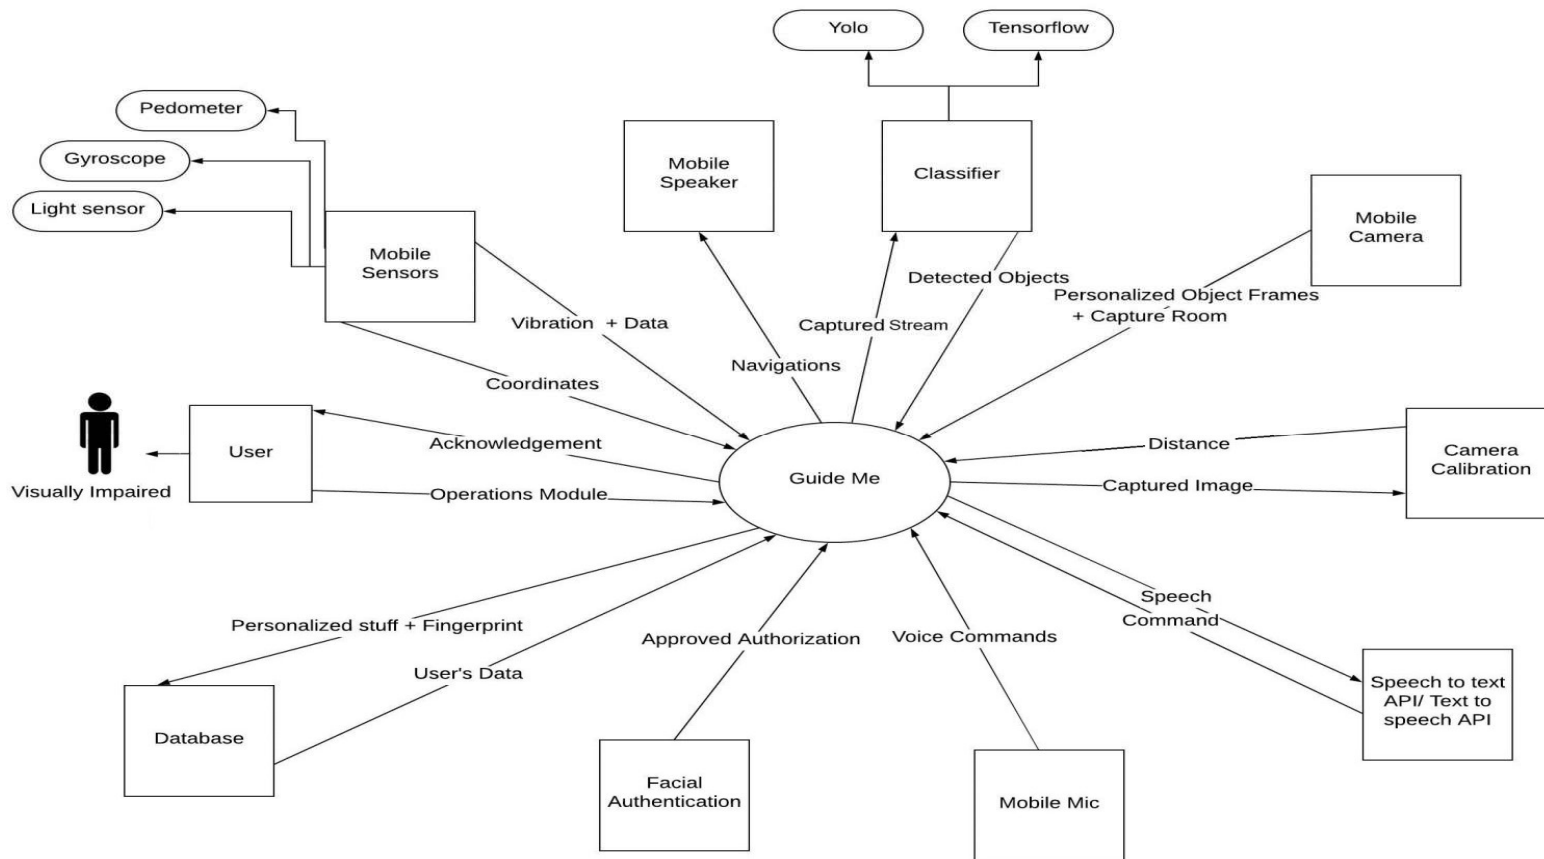 Yolo
Tensorflow
Pedometer
Gyroscope
Light sensor
Mobile
Sensors
Mobile
Speaker
Classifier
Mobile
Camera
Vibration + Data
Coordinates
Navigations
Captured Stream
Detected Objects
Personalized Object Frames
+ Capture Room
User
Visually Impaired
Acknowledgement
Operations Module
Guide Me
Distance
Captured Image
Camera
Calibration
Personalized stuff + Fingerprint
User's Data
Approved Authorization
Voice Commands
Speech
Command
Database
Facial
Authentication
Mobile Mic
Speech to text
API/ Text to
speech API